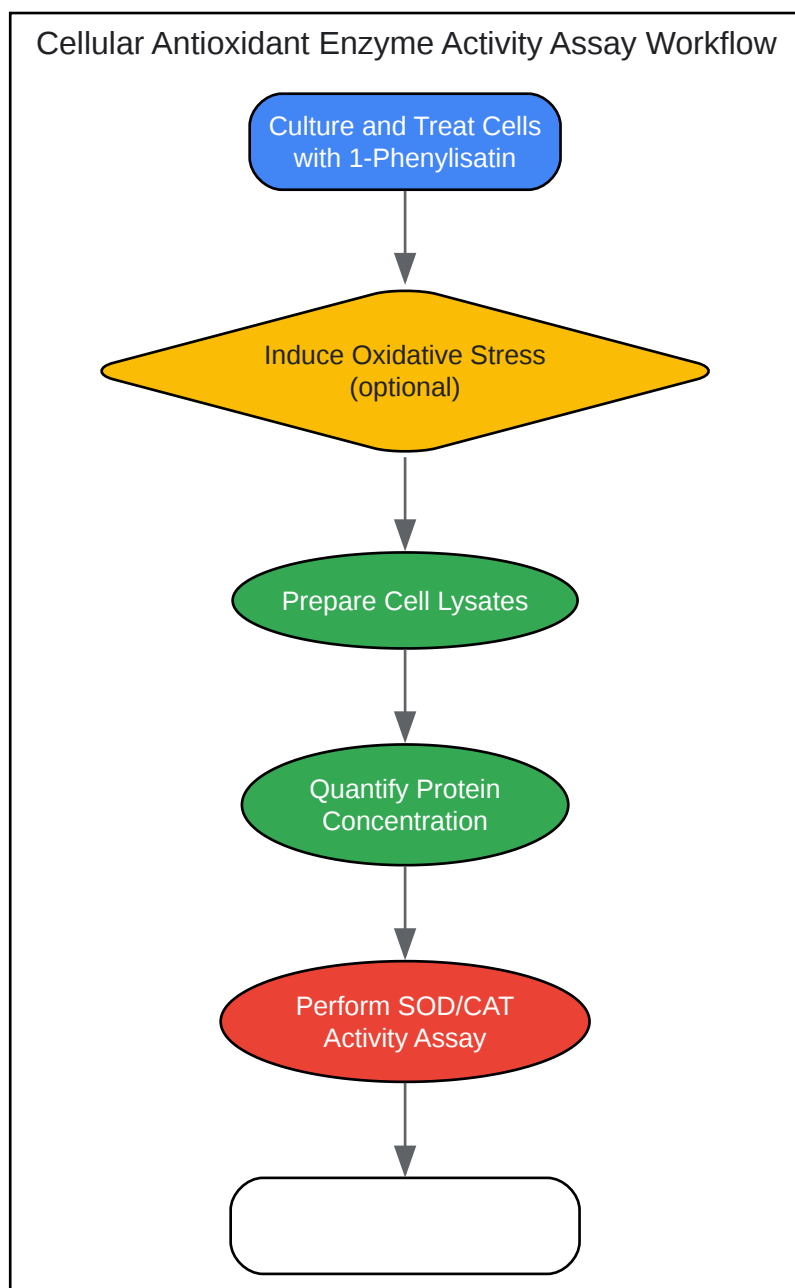 Cellular Antioxidant Enzyme Activity Assay Workflow
Culture and Treat Cells
with 1-Phenylisatin
Induce Oxidative Stress
(optional)
Prepare Cell Lysates
Quantify Protein
Concentration
Perform SOD/CAT
Activity Assay